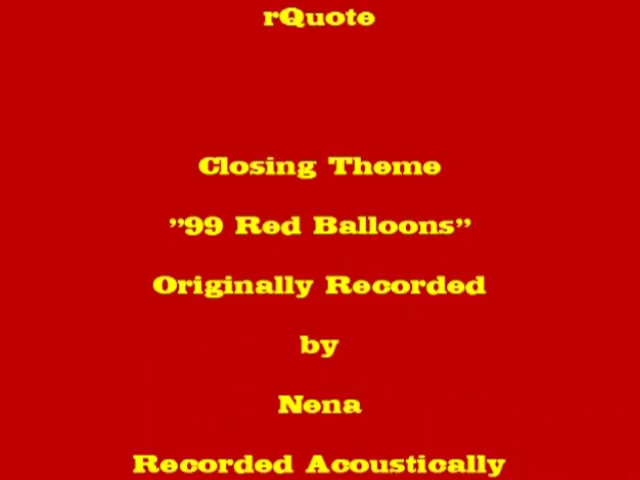 rQuote
Closing Theme
"99 Red Balloons"
Originally Recorded
by
Nena
Recorded Acoustically